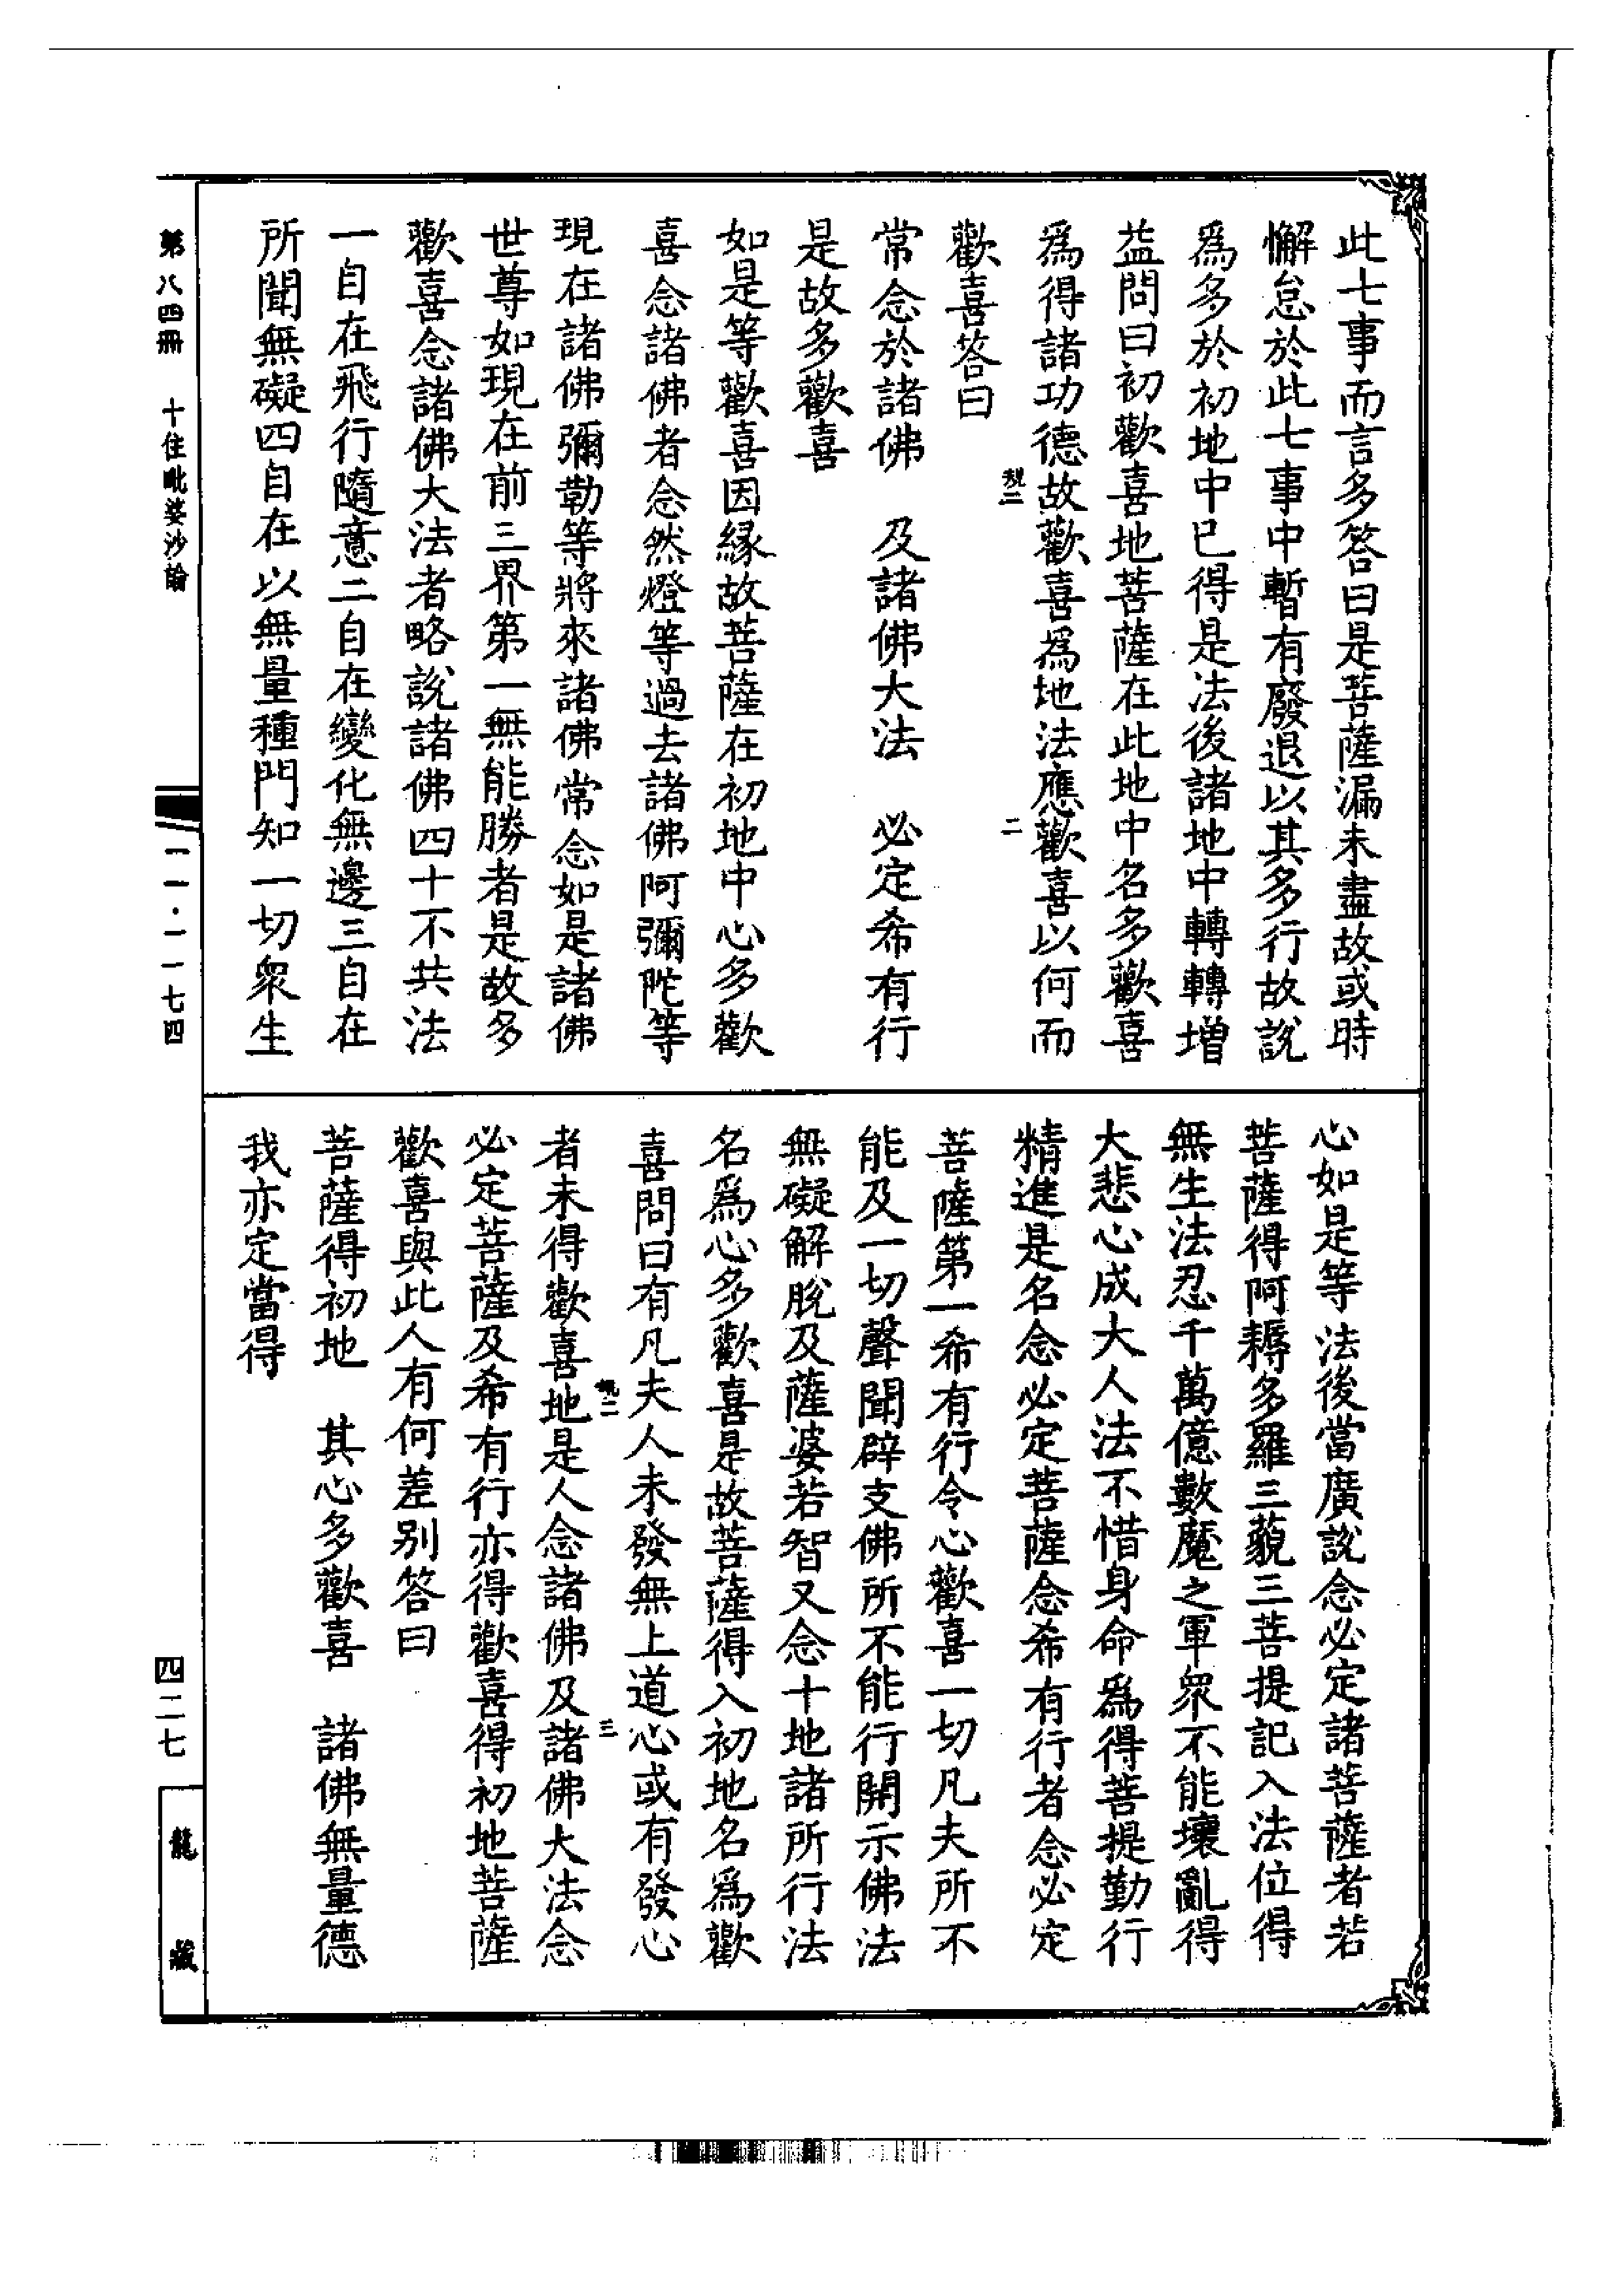 此七事而言多答曰是菩薩漏未盡故或時
懈怠於此七事中暫有廢退以其多行故說
爲多於初地中已得是法後諸地中轉轉增
益問曰初歡喜地菩薩在此地中名多歡喜
爲得諸功德故歡喜爲地法應歡喜以何而
二
歡喜答曰
常念於諸佛　及諸佛大法　必定希有行
是故多歡喜
如是等歡喜因緣故菩薩在初地中心多歡
喜念諸佛者念然燈等過去諸佛阿彌陀等
現在諸佛彌勒等將來諸佛常念如是諸佛
世尊如現在前三界第一無能勝者是故多
歡喜念諸佛大法者略說諸佛四十不共法
一自在飛行隨意二自在變化無邊三自在
所聞無礙四自在以無量種門知一切衆生
心如是等法後當廣說念必定諸菩薩者若
菩薩得阿耨多羅三藐三菩提記入法位得
無生法忍千萬億數魔之軍衆不能壞亂得
大悲心成大人法不惜身命爲得菩提勤行
精進是名念必定菩薩念希有行者念必定
菩薩第一希有行令心歡喜一切凡夫所不
能及一切聲聞辟支佛所不能行開示佛法
無礙解脫及薩婆若智又念十地諸所行法
名爲心多歡喜是故菩薩得入初地名爲歡
喜問曰有凡夫人未發無上道心或有發心
三
者未得歡喜地是人念諸佛及諸佛大法念
必定菩薩及希有行亦得歡喜得初地菩薩
歡喜與此人有何差别答曰
菩薩得初地　其心多歡喜　諸佛無量德
我亦定當得
第八四冊　十住毗婆沙論
一一·一一七四
四二七
龍藏